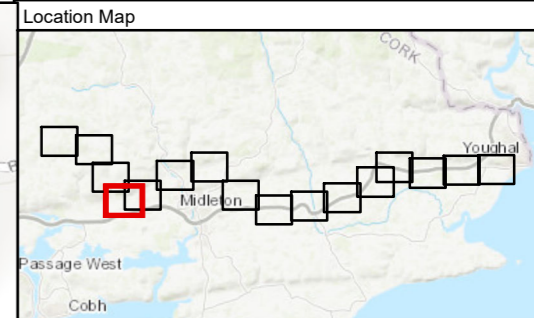 Location Map
CORK
Youghal
Midleton
Passage West
Cobh